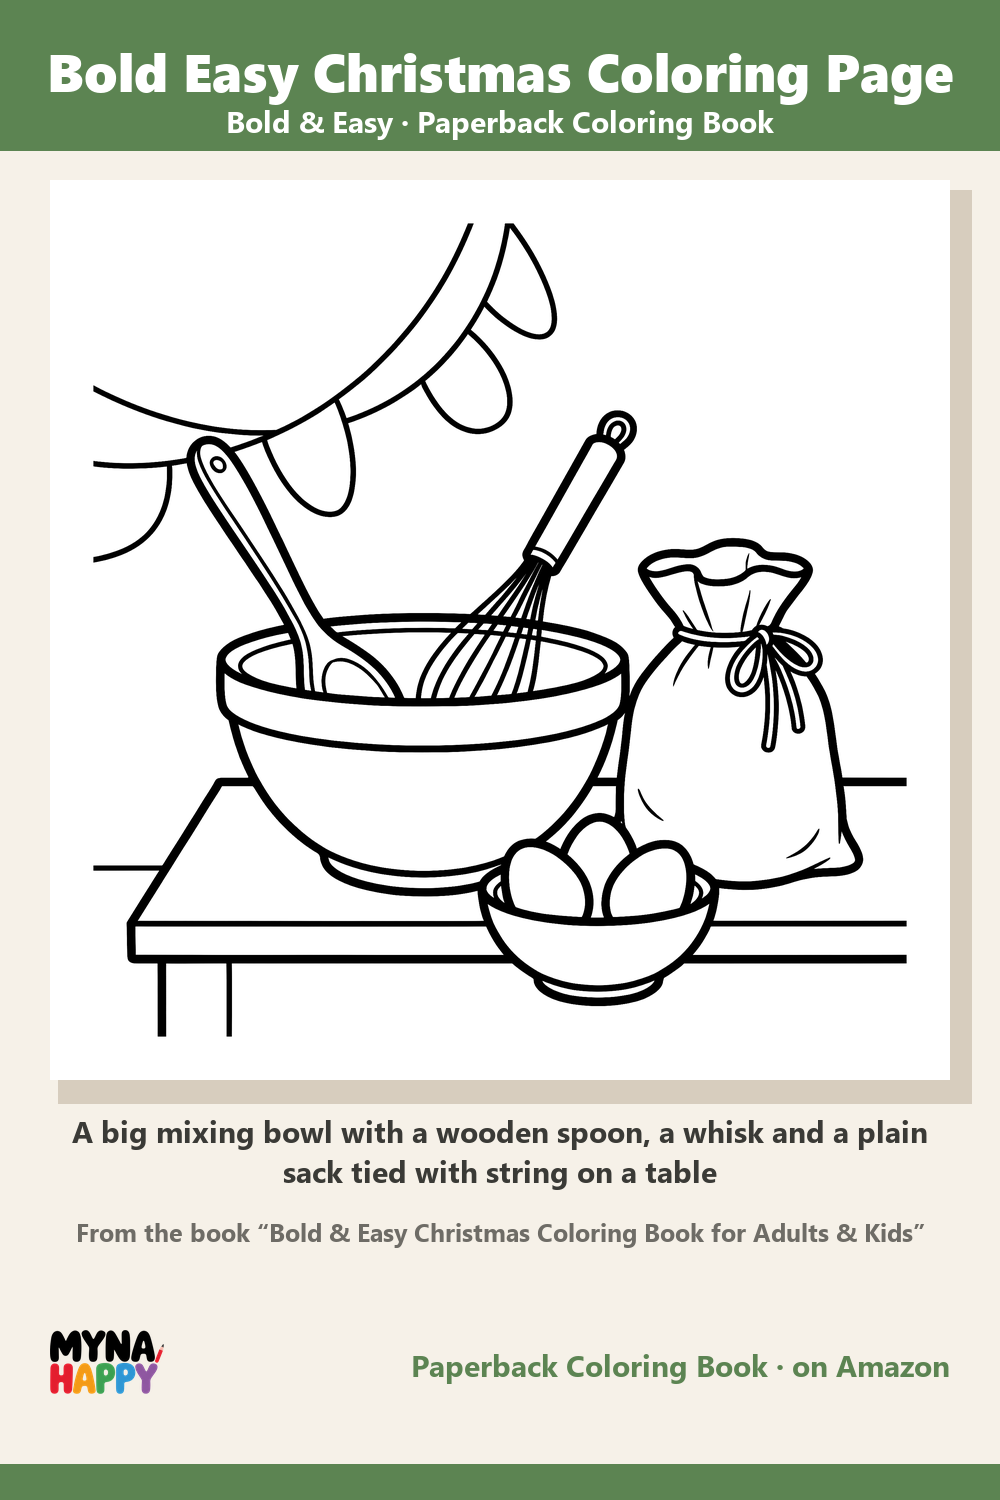 Bold Easy Christmas Coloring Page
Bold & Easy · Paperback Coloring Book
A big mixing bowl with a wooden spoon, a whisk and a plain
sack tied with string on a table
From the book “Bold & Easy Christmas Coloring Book for Adults & Kids”
MYNA
HAPPY
Paperback Coloring Book · on Amazon